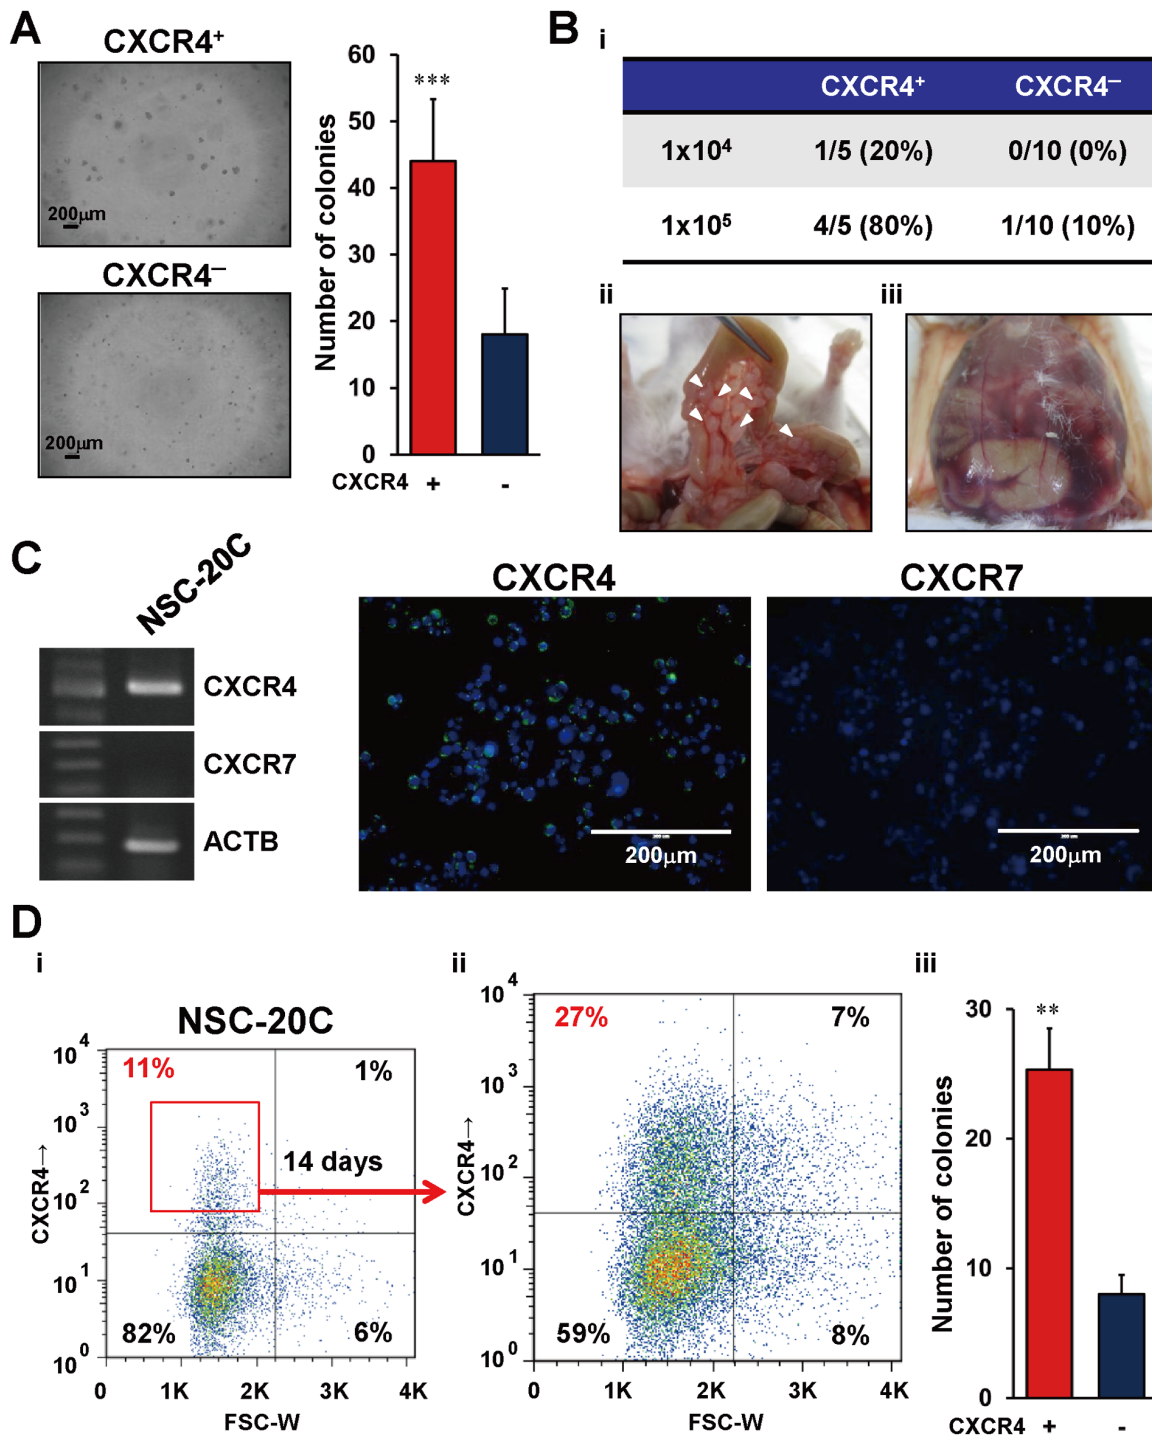 A
CXCR4+
200µm
CXCR4–
200µm
Number of colonies
60
50
40
30
20
10
0
***
CXCR4 + -
B
i
CXCR4+ CXCR4–
1x10⁴ 1/5 (20%) 0/10 (0%)
1x10⁵ 4/5 (80%) 1/10 (10%)
ii
iii
C
NSC-20C
CXCR4
CXCR7
ACTB
CXCR4
200µm
CXCR7
200µm
D
i
NSC-20C
11%
1%
82%
6%
14 days
CXCR4→
10⁴
10³
10²
10¹
10⁰
0 1K 2K 3K 4K
FSC-W
ii
27%
7%
59%
8%
CXCR4→
10⁴
10³
10²
10¹
10⁰
0 1K 2K 3K 4K
FSC-W
iii
Number of colonies
30
20
10
0
**
CXCR4 + -